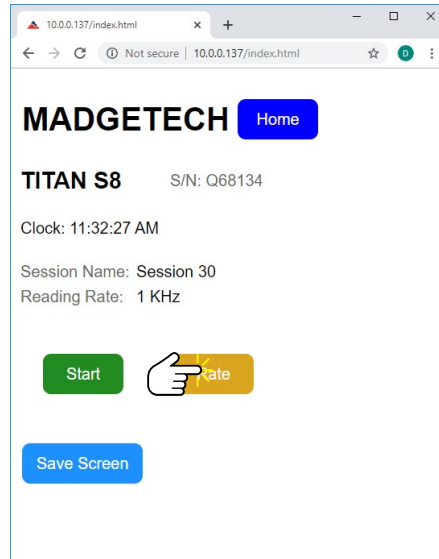 10.0.0.137/index.html
Not secure | 10.0.0.137/index.html
D
MADGETECH Home
TITAN S8 S/N: Q68134
Clock: 11:32:27 AM
Session Name: Session 30
Reading Rate: 1 KHz
Start Rate
Save Screen